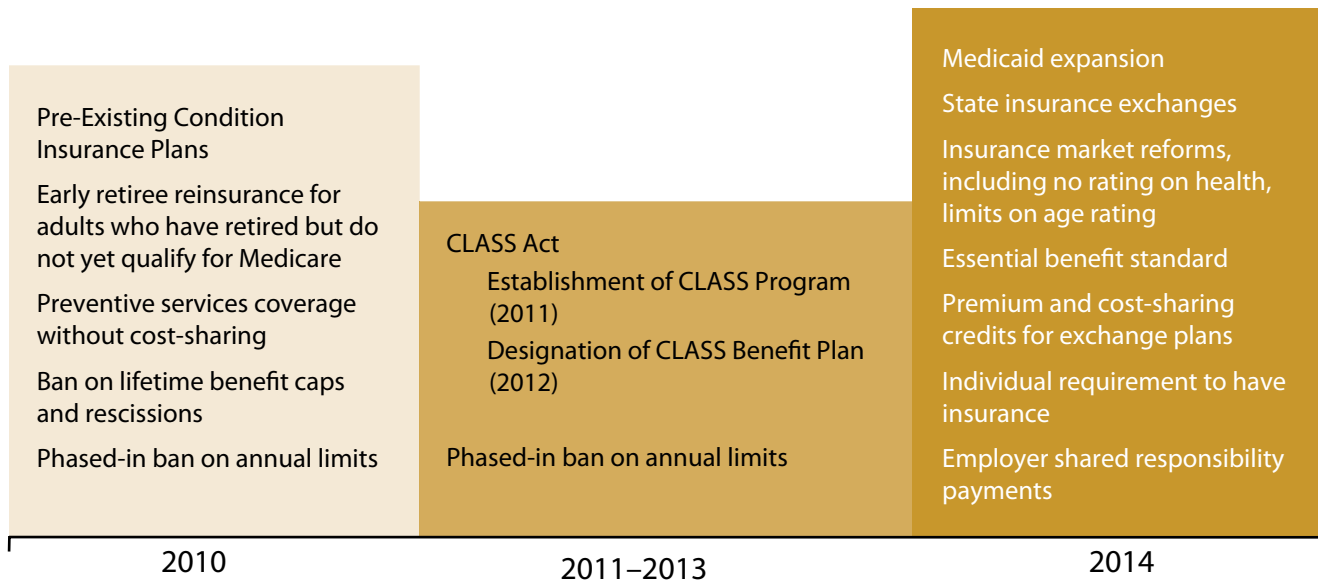 Pre-Existing Condition
Insurance Plans
Early retiree reinsurance for
adults who have retired but do
not yet qualify for Medicare
Preventive services coverage
without cost-sharing
Ban on lifetime benefit caps
and rescissions
Phased-in ban on annual limits
CLASS Act
Establishment of CLASS Program
(2011)
Designation of CLASS Benefit Plan
(2012)
Phased-in ban on annual limits
Medicaid expansion
State insurance exchanges
Insurance market reforms,
including no rating on health,
limits on age rating
Essential benefit standard
Premium and cost-sharing
credits for exchange plans
Individual requirement to have
insurance
Employer shared responsibility
payments
2010
2011–2013
2014